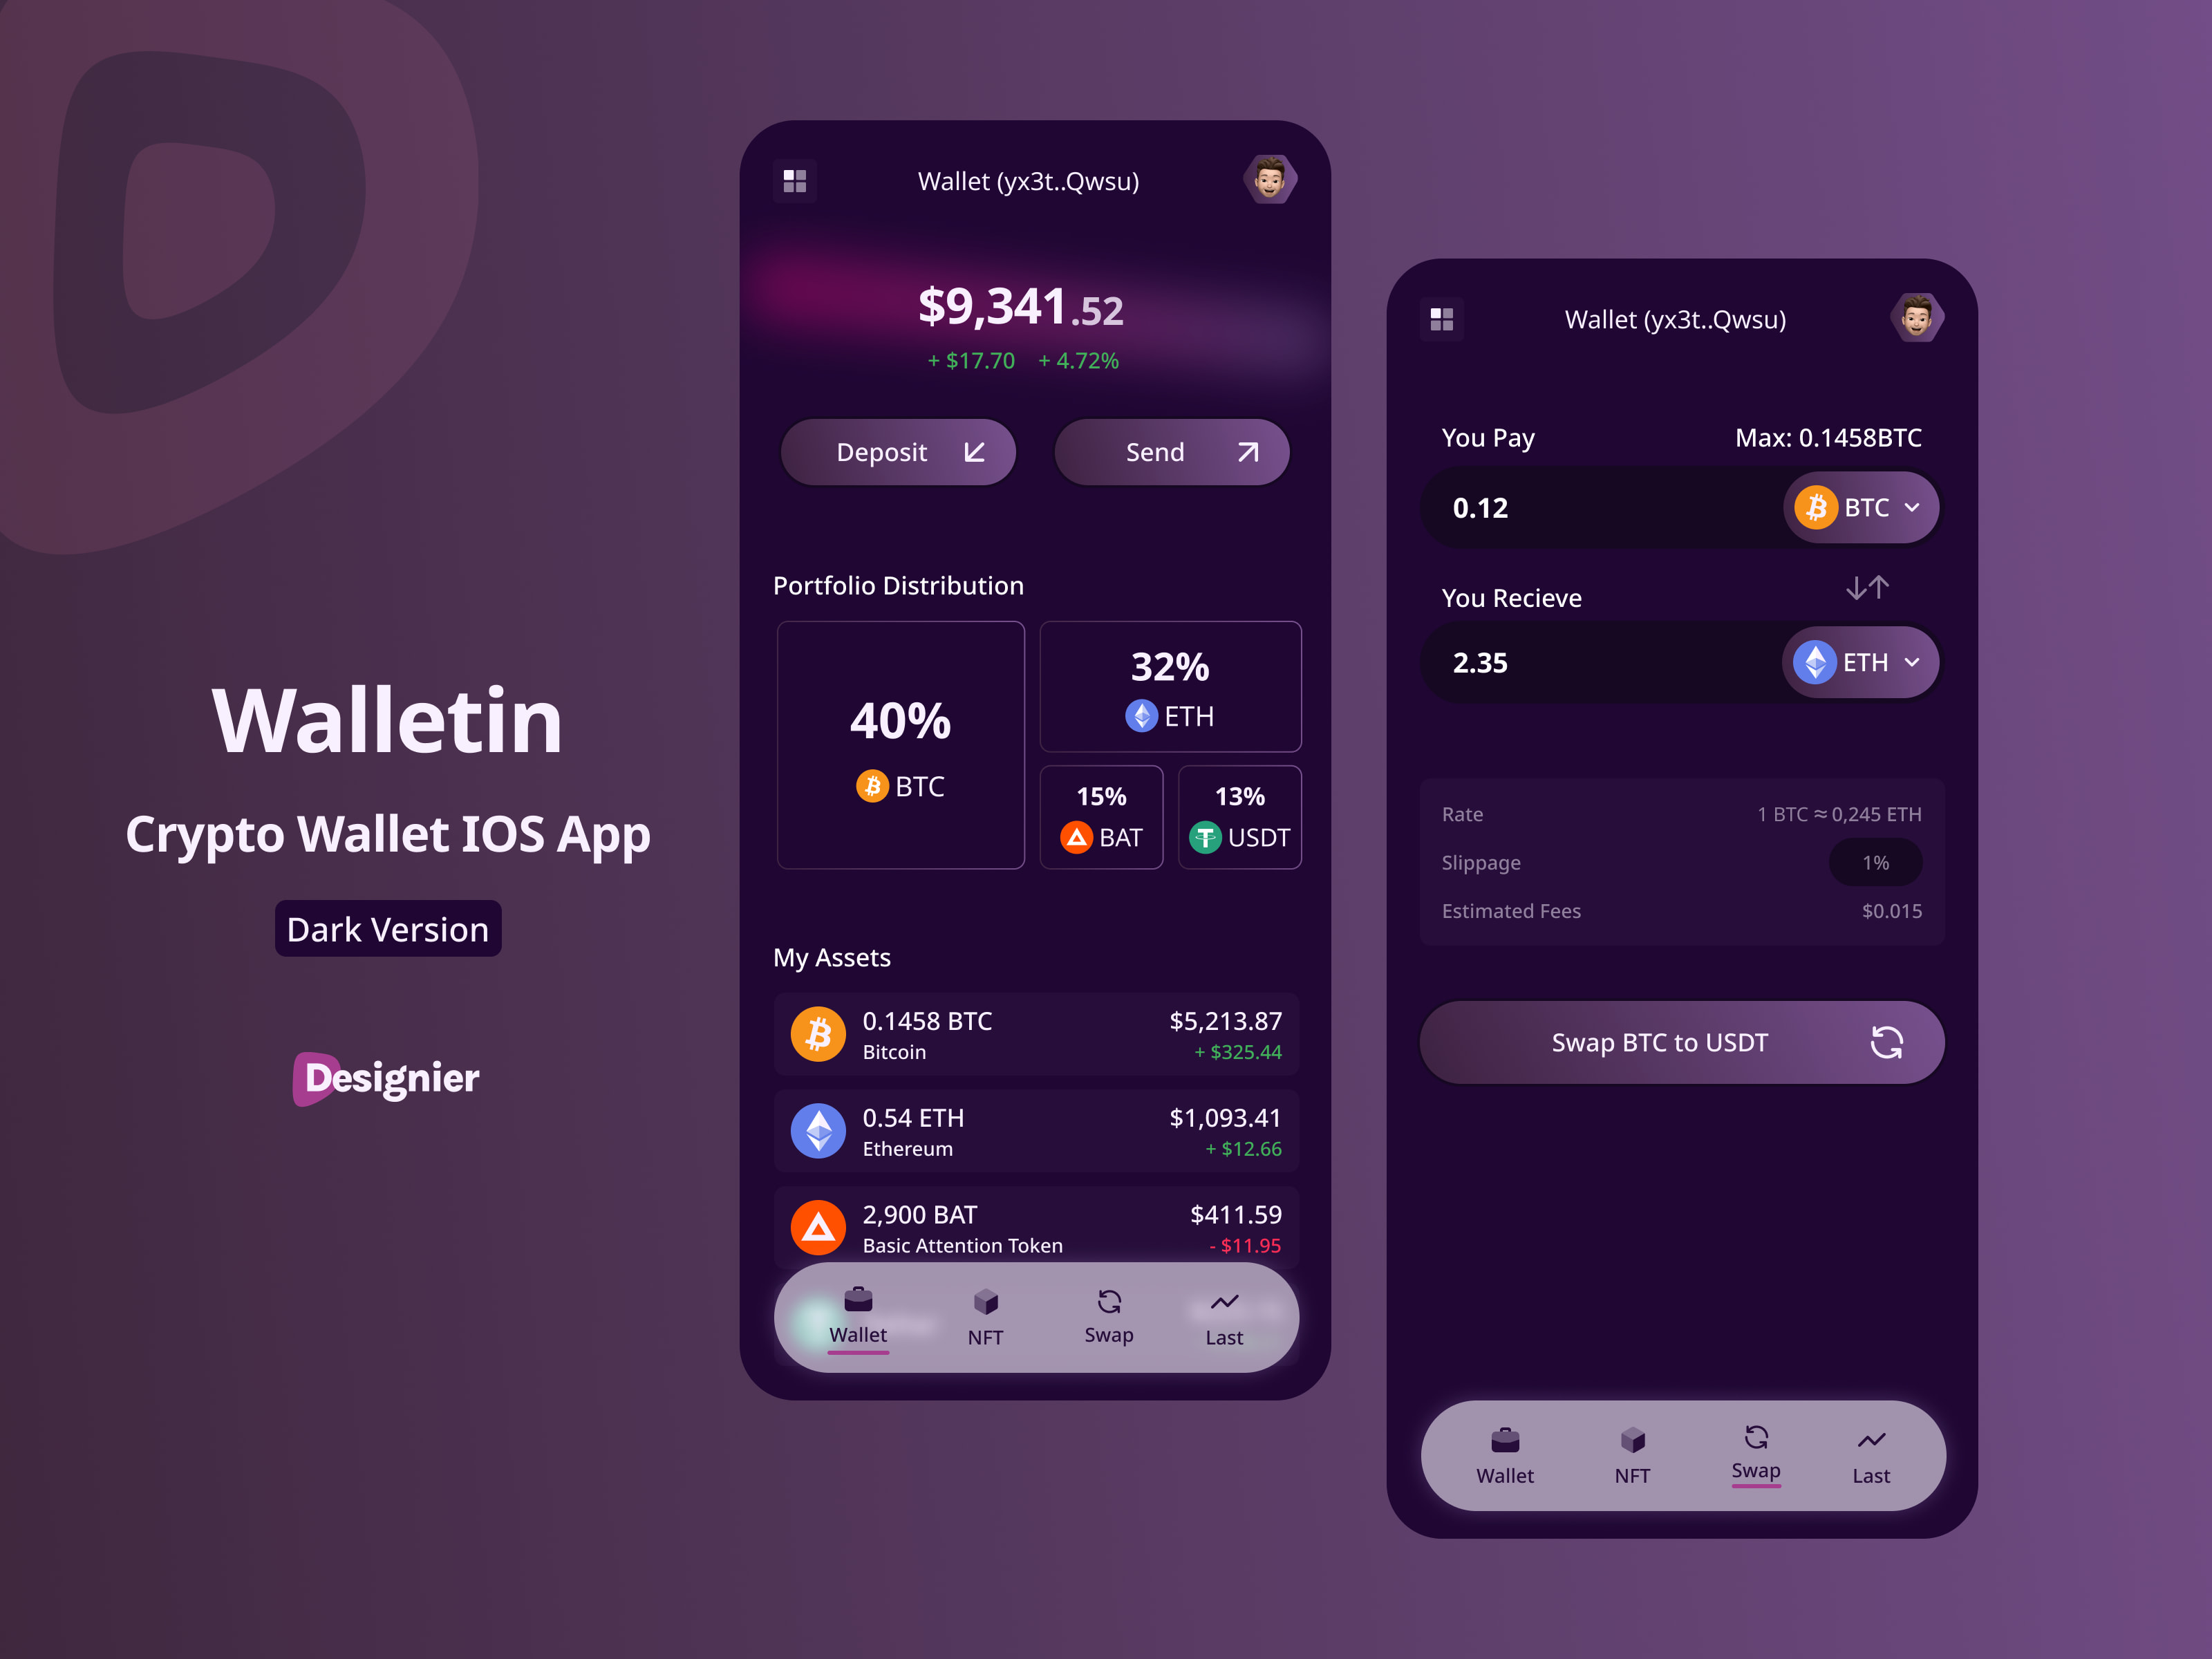 Walletin
Crypto Wallet IOS App
Dark Version
Designier
Wallet (yx3t..Qwsu)
$9,341.52
+ $17.70 + 4.72%
Deposit
Send
Portfolio Distribution
40%
BTC
32%
ETH
15%
BAT
13%
USDT
My Assets
0.1458 BTC $5,213.87
Bitcoin + $325.44
0.54 ETH $1,093.41
Ethereum + $12.66
2,900 BAT $411.59
Basic Attention Token - $11.95
Wallet NFT Swap Last
Wallet (yx3t..Qwsu)
You Pay Max: 0.1458BTC
0.12 BTC
You Recieve
2.35 ETH
Rate 1 BTC ≈ 0,245 ETH
Slippage 1%
Estimated Fees $0.015
Swap BTC to USDT
Wallet NFT Swap Last